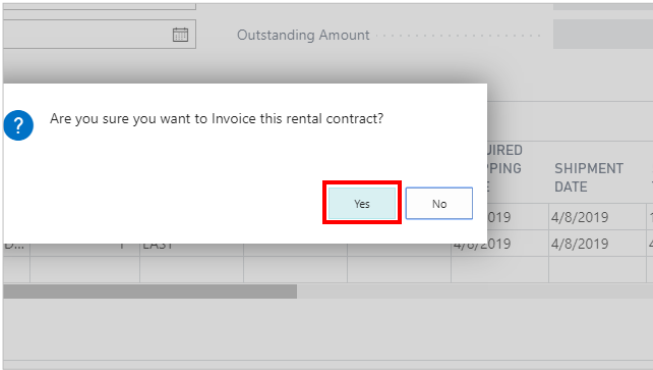 Outstanding Amount
?
Are you sure you want to Invoice this rental contract?
Yes No
SHIPMENT
DATE
4/8/2019
4/8/2019